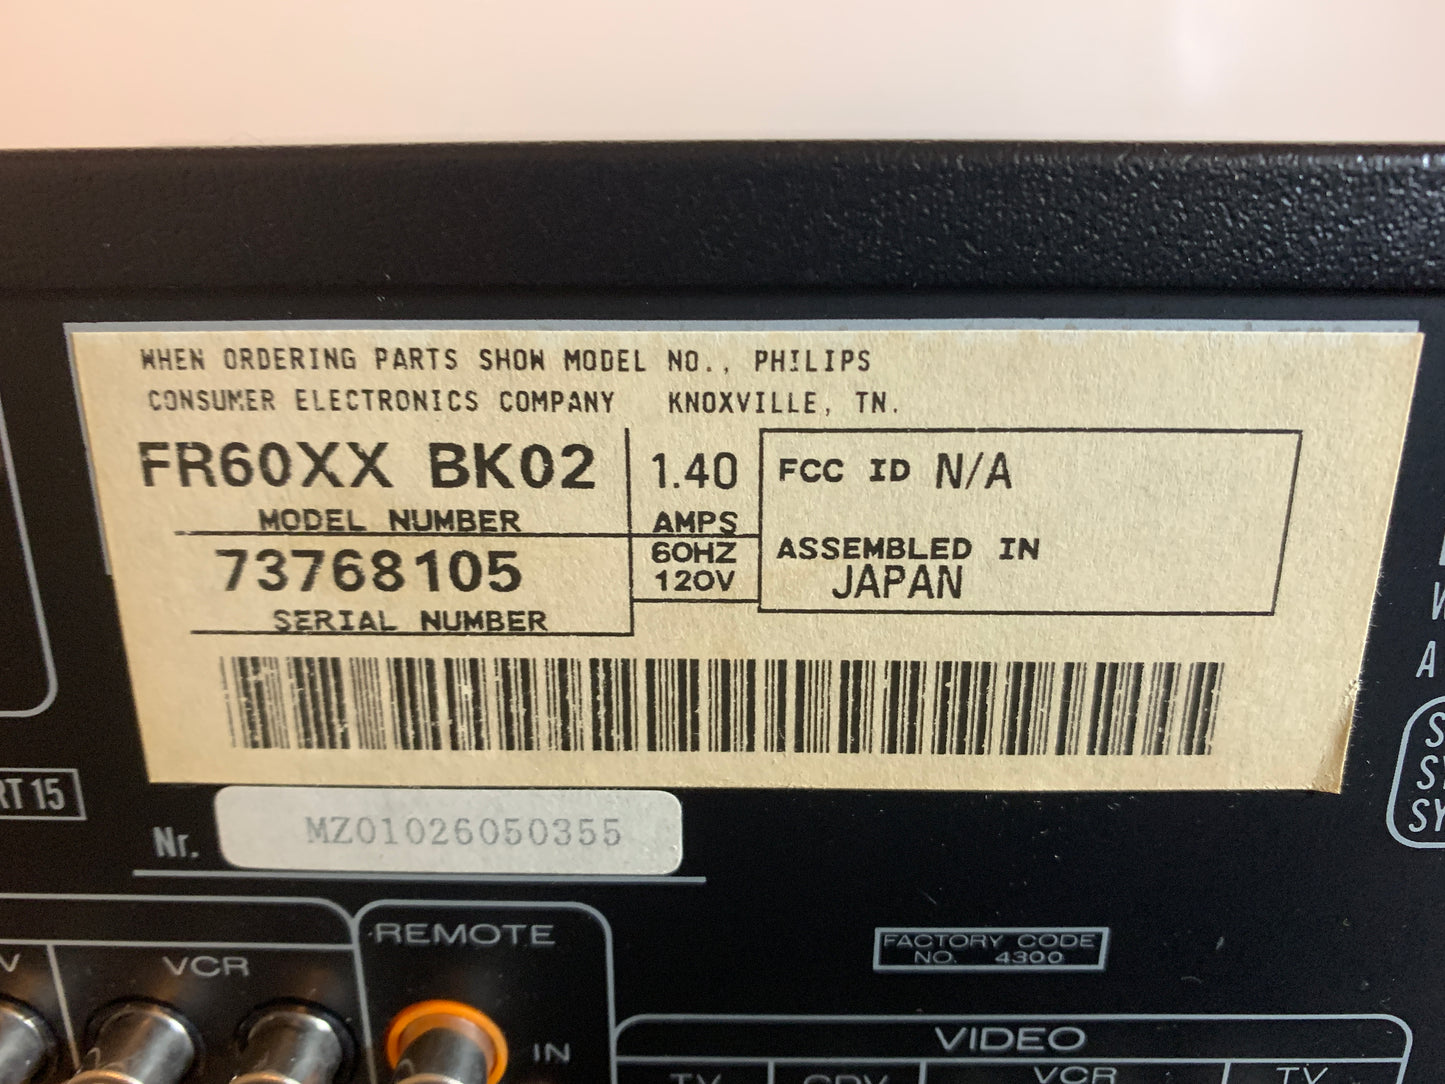 WHEN ORDERING PARTS SHOW MODEL NO., PHILIPS
CONSUMER ELECTRONICS COMPANY KNOXVILLE, TN.
FR60XX BK02
MODEL NUMBER
73768105
SERIAL NUMBER
1.40
AMPS
60HZ
120V
FCC ID N/A
ASSEMBLED IN
JAPAN
RT 15
Nr. MZ01026050355
REMOTE
VCR
IN
FACTORY CODE
NO. 4300
VIDEO
TV
VCR
TV